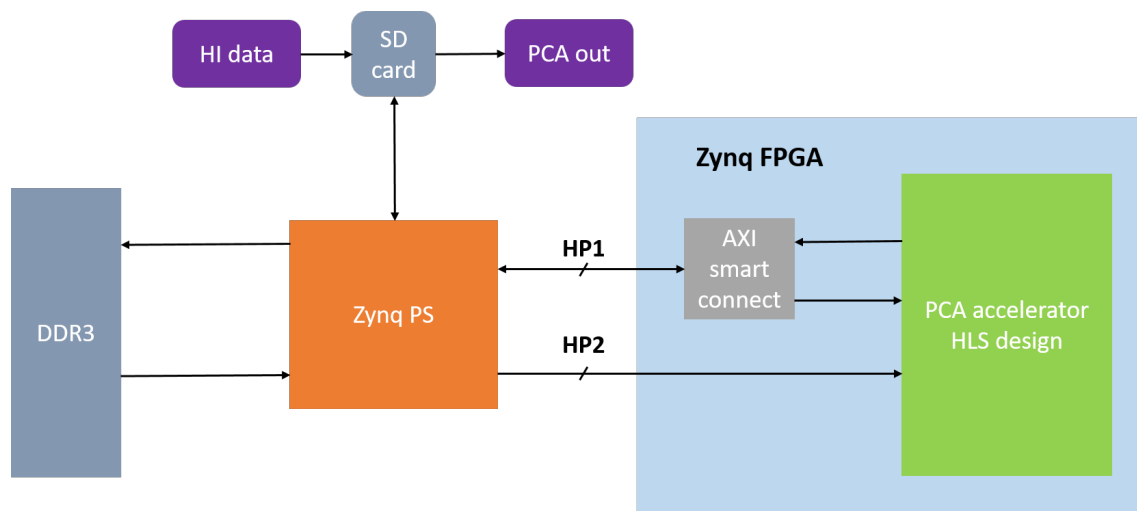 HI data
SD
card
PCA out
Zynq FPGA
DDR3
Zynq PS
HP1
HP2
AXI
smart
connect
PCA accelerator
HLS design